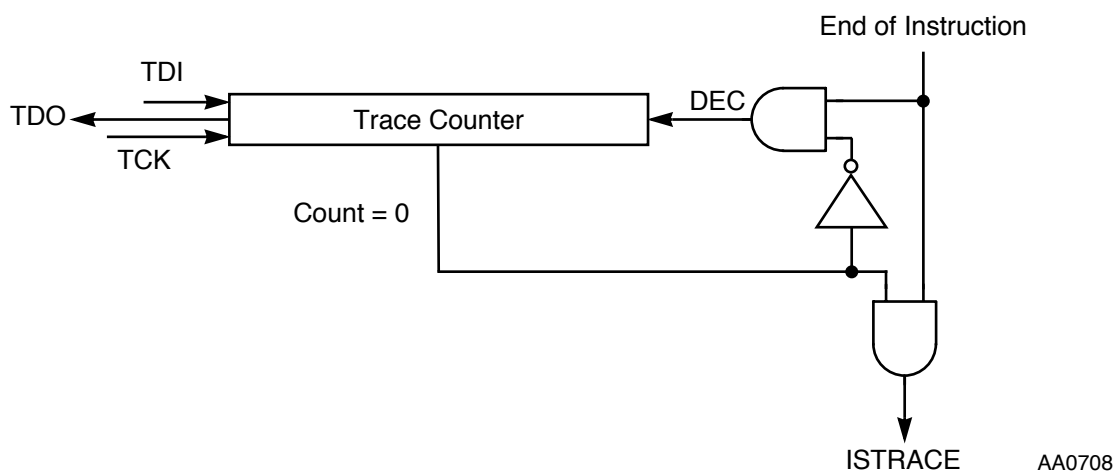 End of Instruction
TDI
DEC
TDO
Trace Counter
TCK
Count = 0
ISTRACE
AA0708